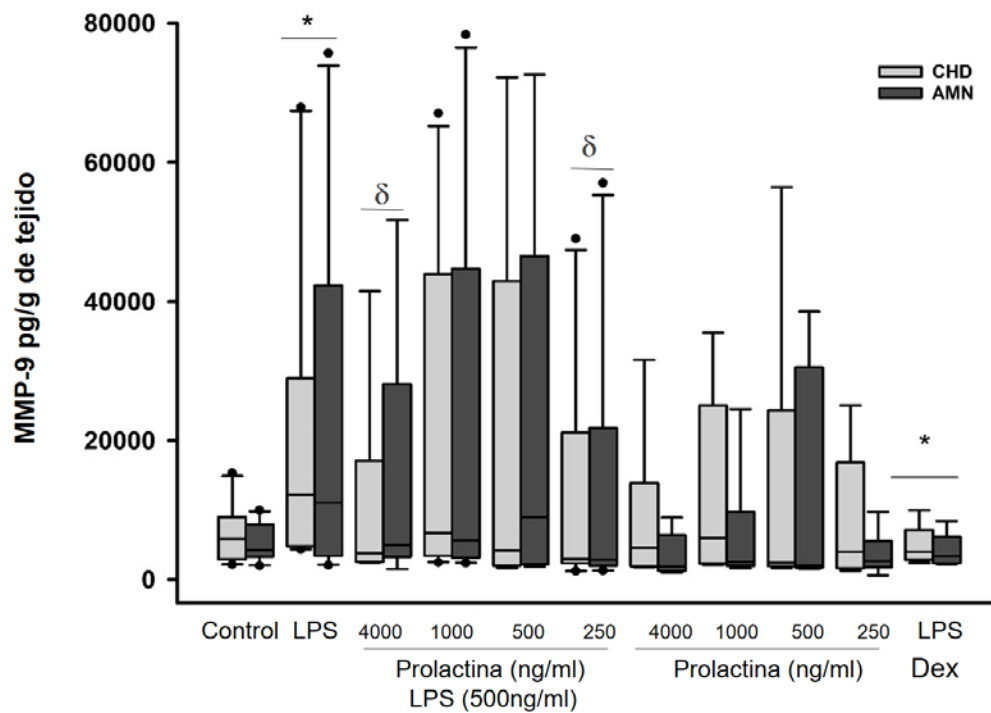 80000
60000
40000
20000
0
MMP-9 pg/g de tejido
*
δ
δ
*
CHD
AMN
Control LPS 4000 1000 500 250 4000 1000 500 250 LPS
Prolactina (ng/ml) Prolactina (ng/ml) Dex
LPS (500ng/ml)